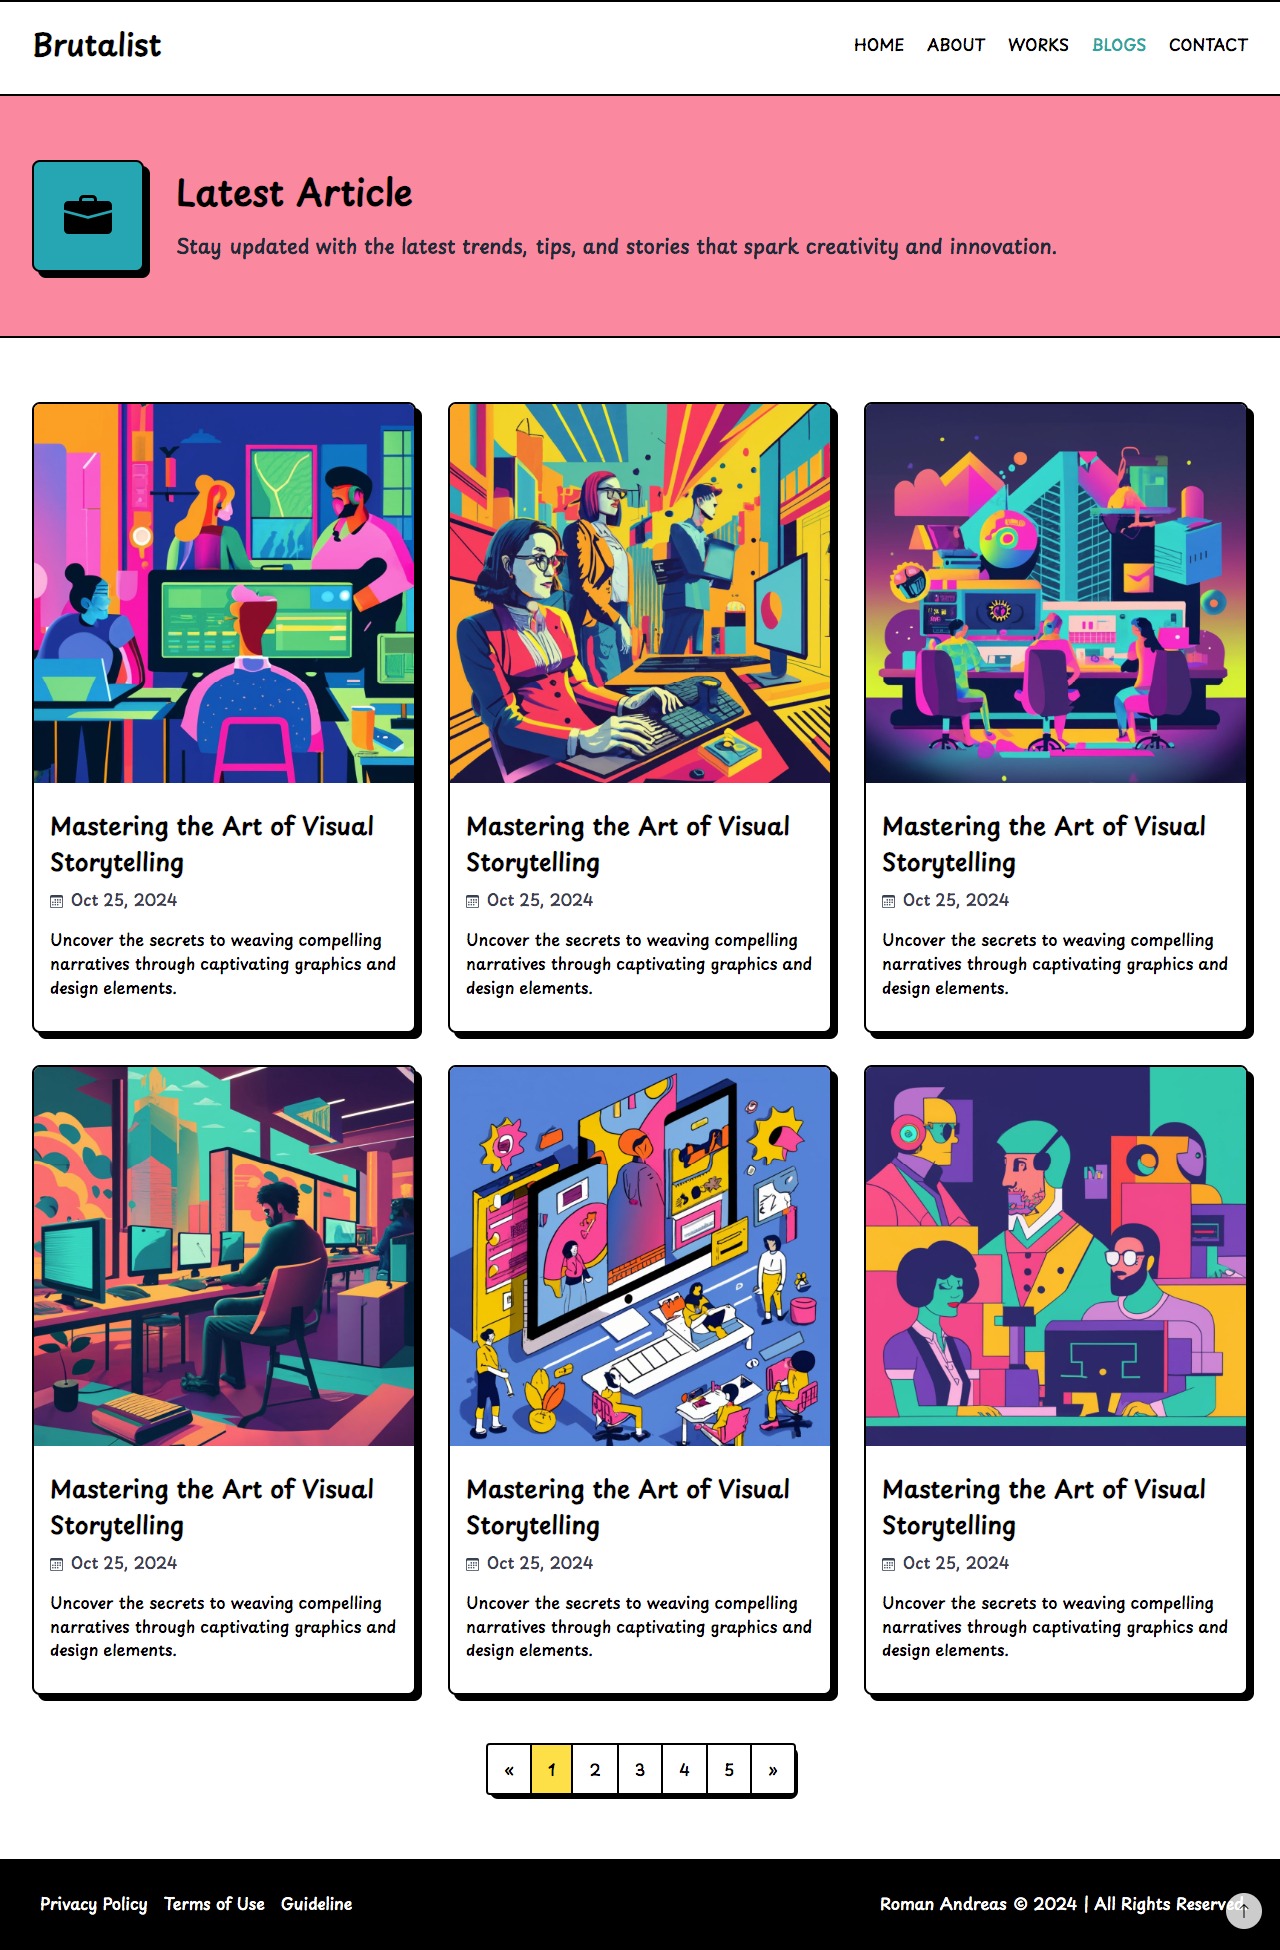 Brutalist
HOME ABOUT WORKS BLOGS CONTACT
Latest Article
Stay updated with the latest trends, tips, and stories that spark creativity and innovation.
Mastering the Art of Visual
Storytelling
Oct 25, 2024
Uncover the secrets to weaving compelling
narratives through captivating graphics and
design elements.
Mastering the Art of Visual
Storytelling
Oct 25, 2024
Uncover the secrets to weaving compelling
narratives through captivating graphics and
design elements.
Mastering the Art of Visual
Storytelling
Oct 25, 2024
Uncover the secrets to weaving compelling
narratives through captivating graphics and
design elements.
Mastering the Art of Visual
Storytelling
Oct 25, 2024
Uncover the secrets to weaving compelling
narratives through captivating graphics and
design elements.
Mastering the Art of Visual
Storytelling
Oct 25, 2024
Uncover the secrets to weaving compelling
narratives through captivating graphics and
design elements.
Mastering the Art of Visual
Storytelling
Oct 25, 2024
Uncover the secrets to weaving compelling
narratives through captivating graphics and
design elements.
« 1 2 3 4 5 »
Privacy Policy Terms of Use Guideline
Roman Andreas © 2024 | All Rights Reserved